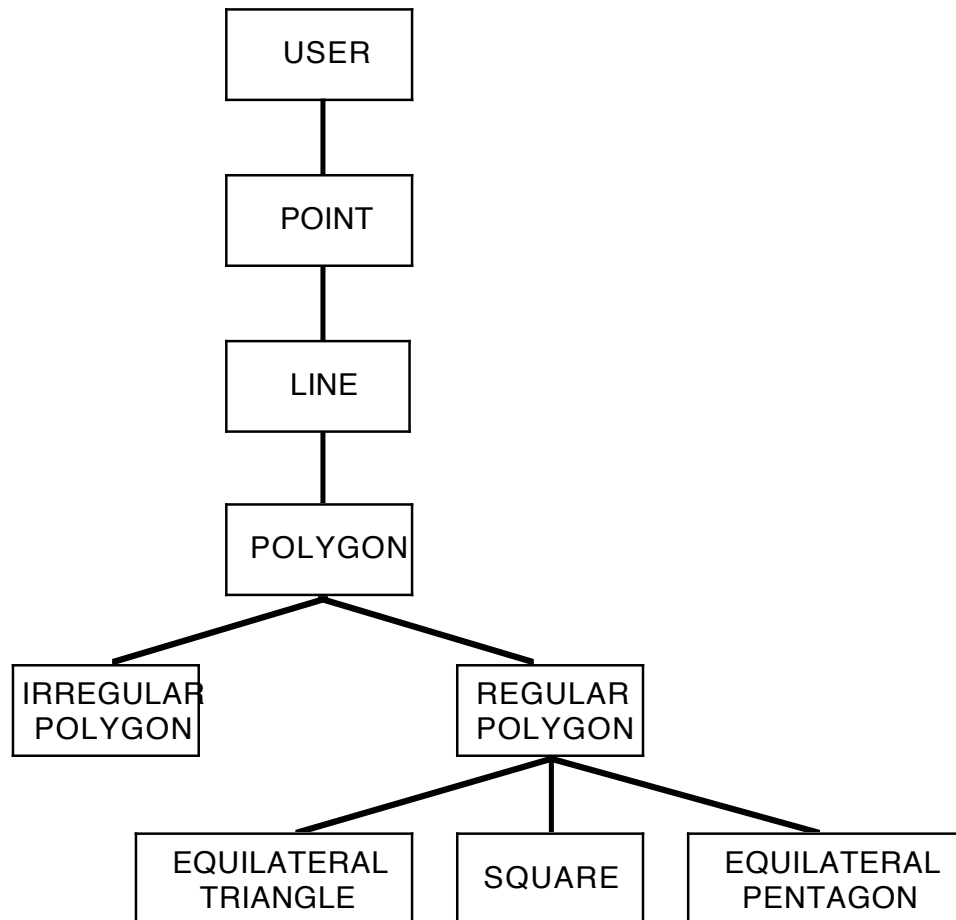 USER
POINT
LINE
POLYGON
IRREGULAR
POLYGON
REGULAR
POLYGON
EQUILATERAL
TRIANGLE
SQUARE
EQUILATERAL
PENTAGON